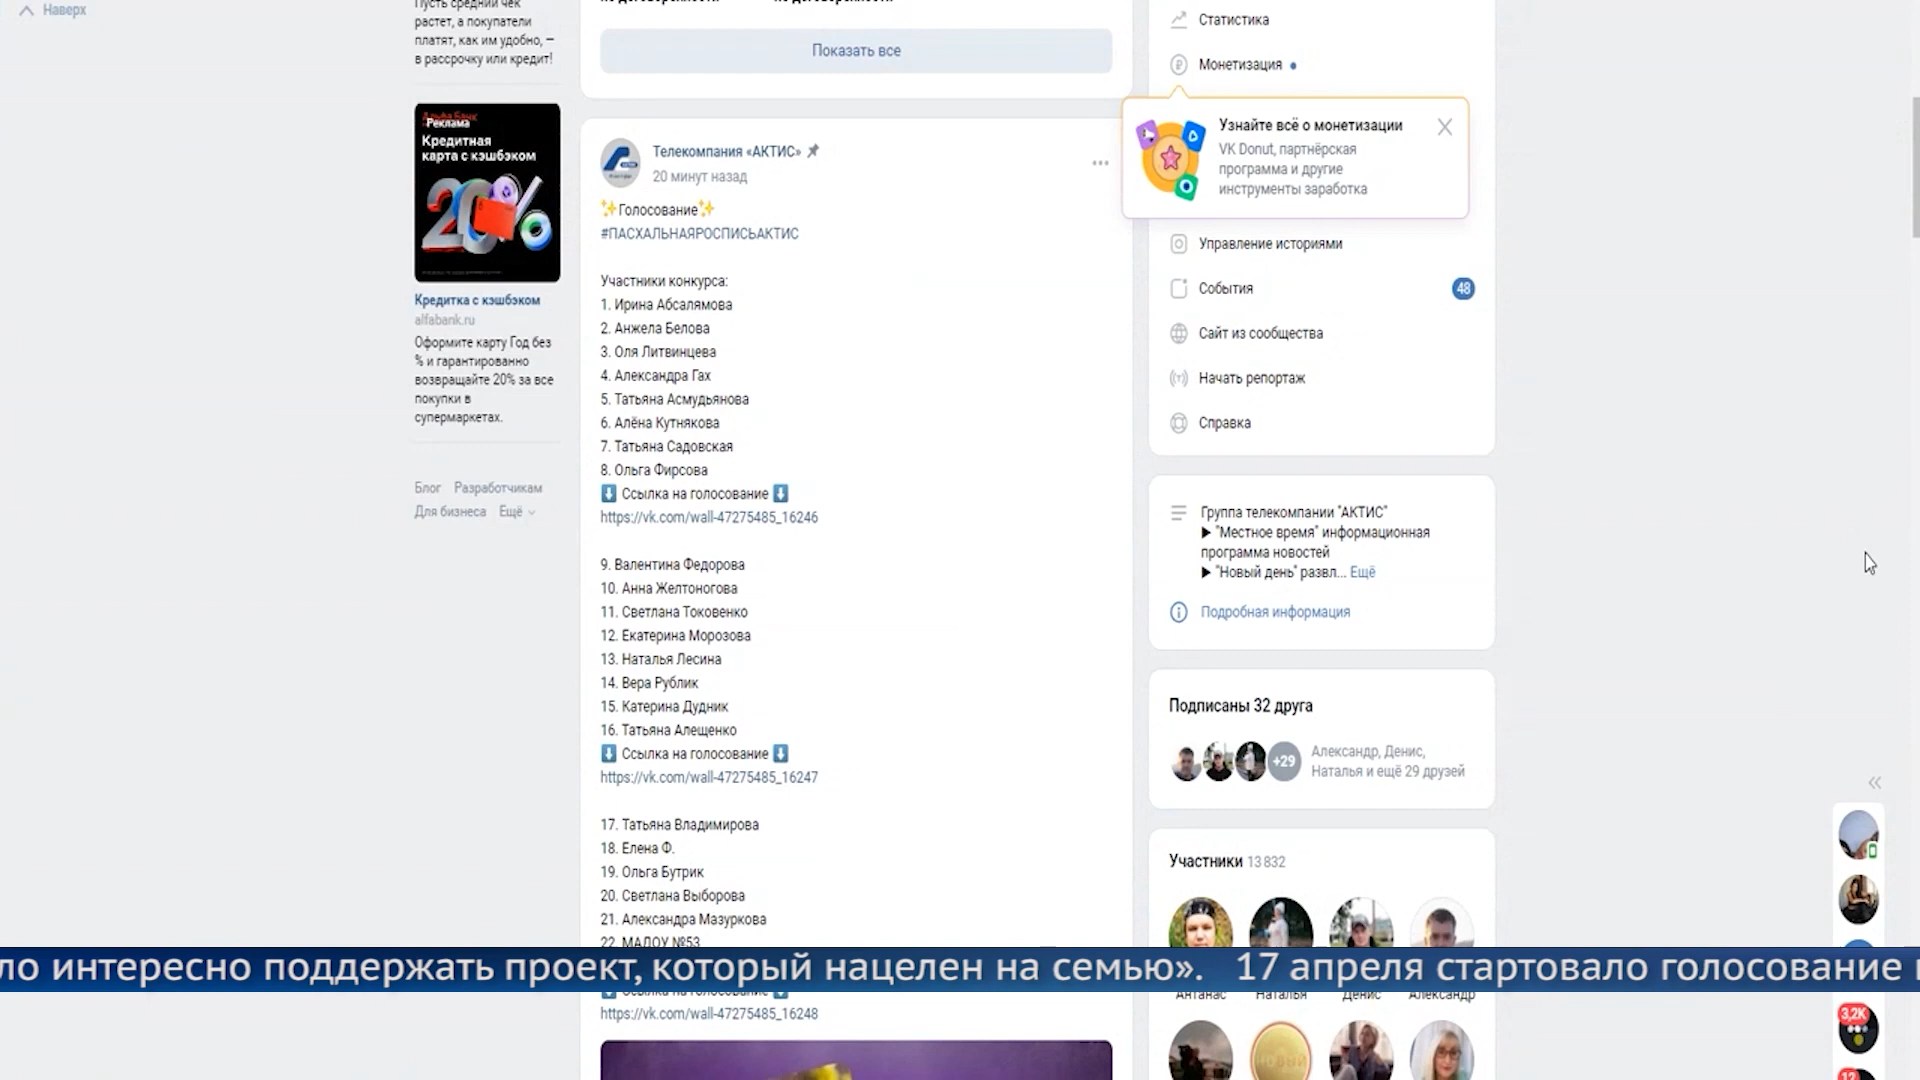 Наверх
Пусть средний чек
растет, а покупатели
платят, как им удобно, —
в рассрочку или кредит!
Реклама
Кредитная
карта с кэшбэком
20%
Кредитка с кэшбэком
alfabank.ru
Оформите карту Год без
% и гарантированно
возвращайте 20% за все
покупки в
супермаркетах.
Блог Разработчикам
Для бизнеса Ещё
Показать все
Телекомпания «АКТИС»
20 минут назад
✨Голосование✨
#ПАСХАЛЬНАЯРОСПИСЬАКТИС
Участники конкурса:
1. Ирина Абсалямова
2. Анжела Белова
3. Оля Литвинцева
4. Александра Гах
5. Татьяна Асмудьянова
6. Алёна Кутнякова
7. Татьяна Садовская
8. Ольга Фирсова
⬇ Ссылка на голосование ⬇
https://vk.com/wall-47275485_16246
9. Валентина Федорова
10. Анна Желтоногова
11. Светлана Токовенко
12. Екатерина Морозова
13. Наталья Лесина
14. Вера Рублик
15. Катерина Дудник
16. Татьяна Алещенко
⬇ Ссылка на голосование ⬇
https://vk.com/wall-47275485_16247
17. Татьяна Владимирова
18. Елена Ф.
19. Ольга Бутрик
20. Светлана Выборова
21. Александра Мазуркова
22. МАДОУ №53
https://vk.com/wall-47275485_16248
Статистика
Монетизация
Узнайте всё о монетизации
VK Donut, партнёрская
программа и другие
инструменты заработка
Управление историями
События 48
Сайт из сообщества
Начать репортаж
Справка
Группа телекомпании "АКТИС"
▶ "Местное время" информационная
программа новостей
▶ "Новый день" развл... Ещё
Подробная информация
Подписаны 32 друга
+29
Александр, Денис,
Наталья и ещё 29 друзей
Участники 13 832
Антанас Наталья Денис Александр
3,2K
12
ло интересно поддержать проект, который нацелен на семью». 17 апреля стартовало голосование